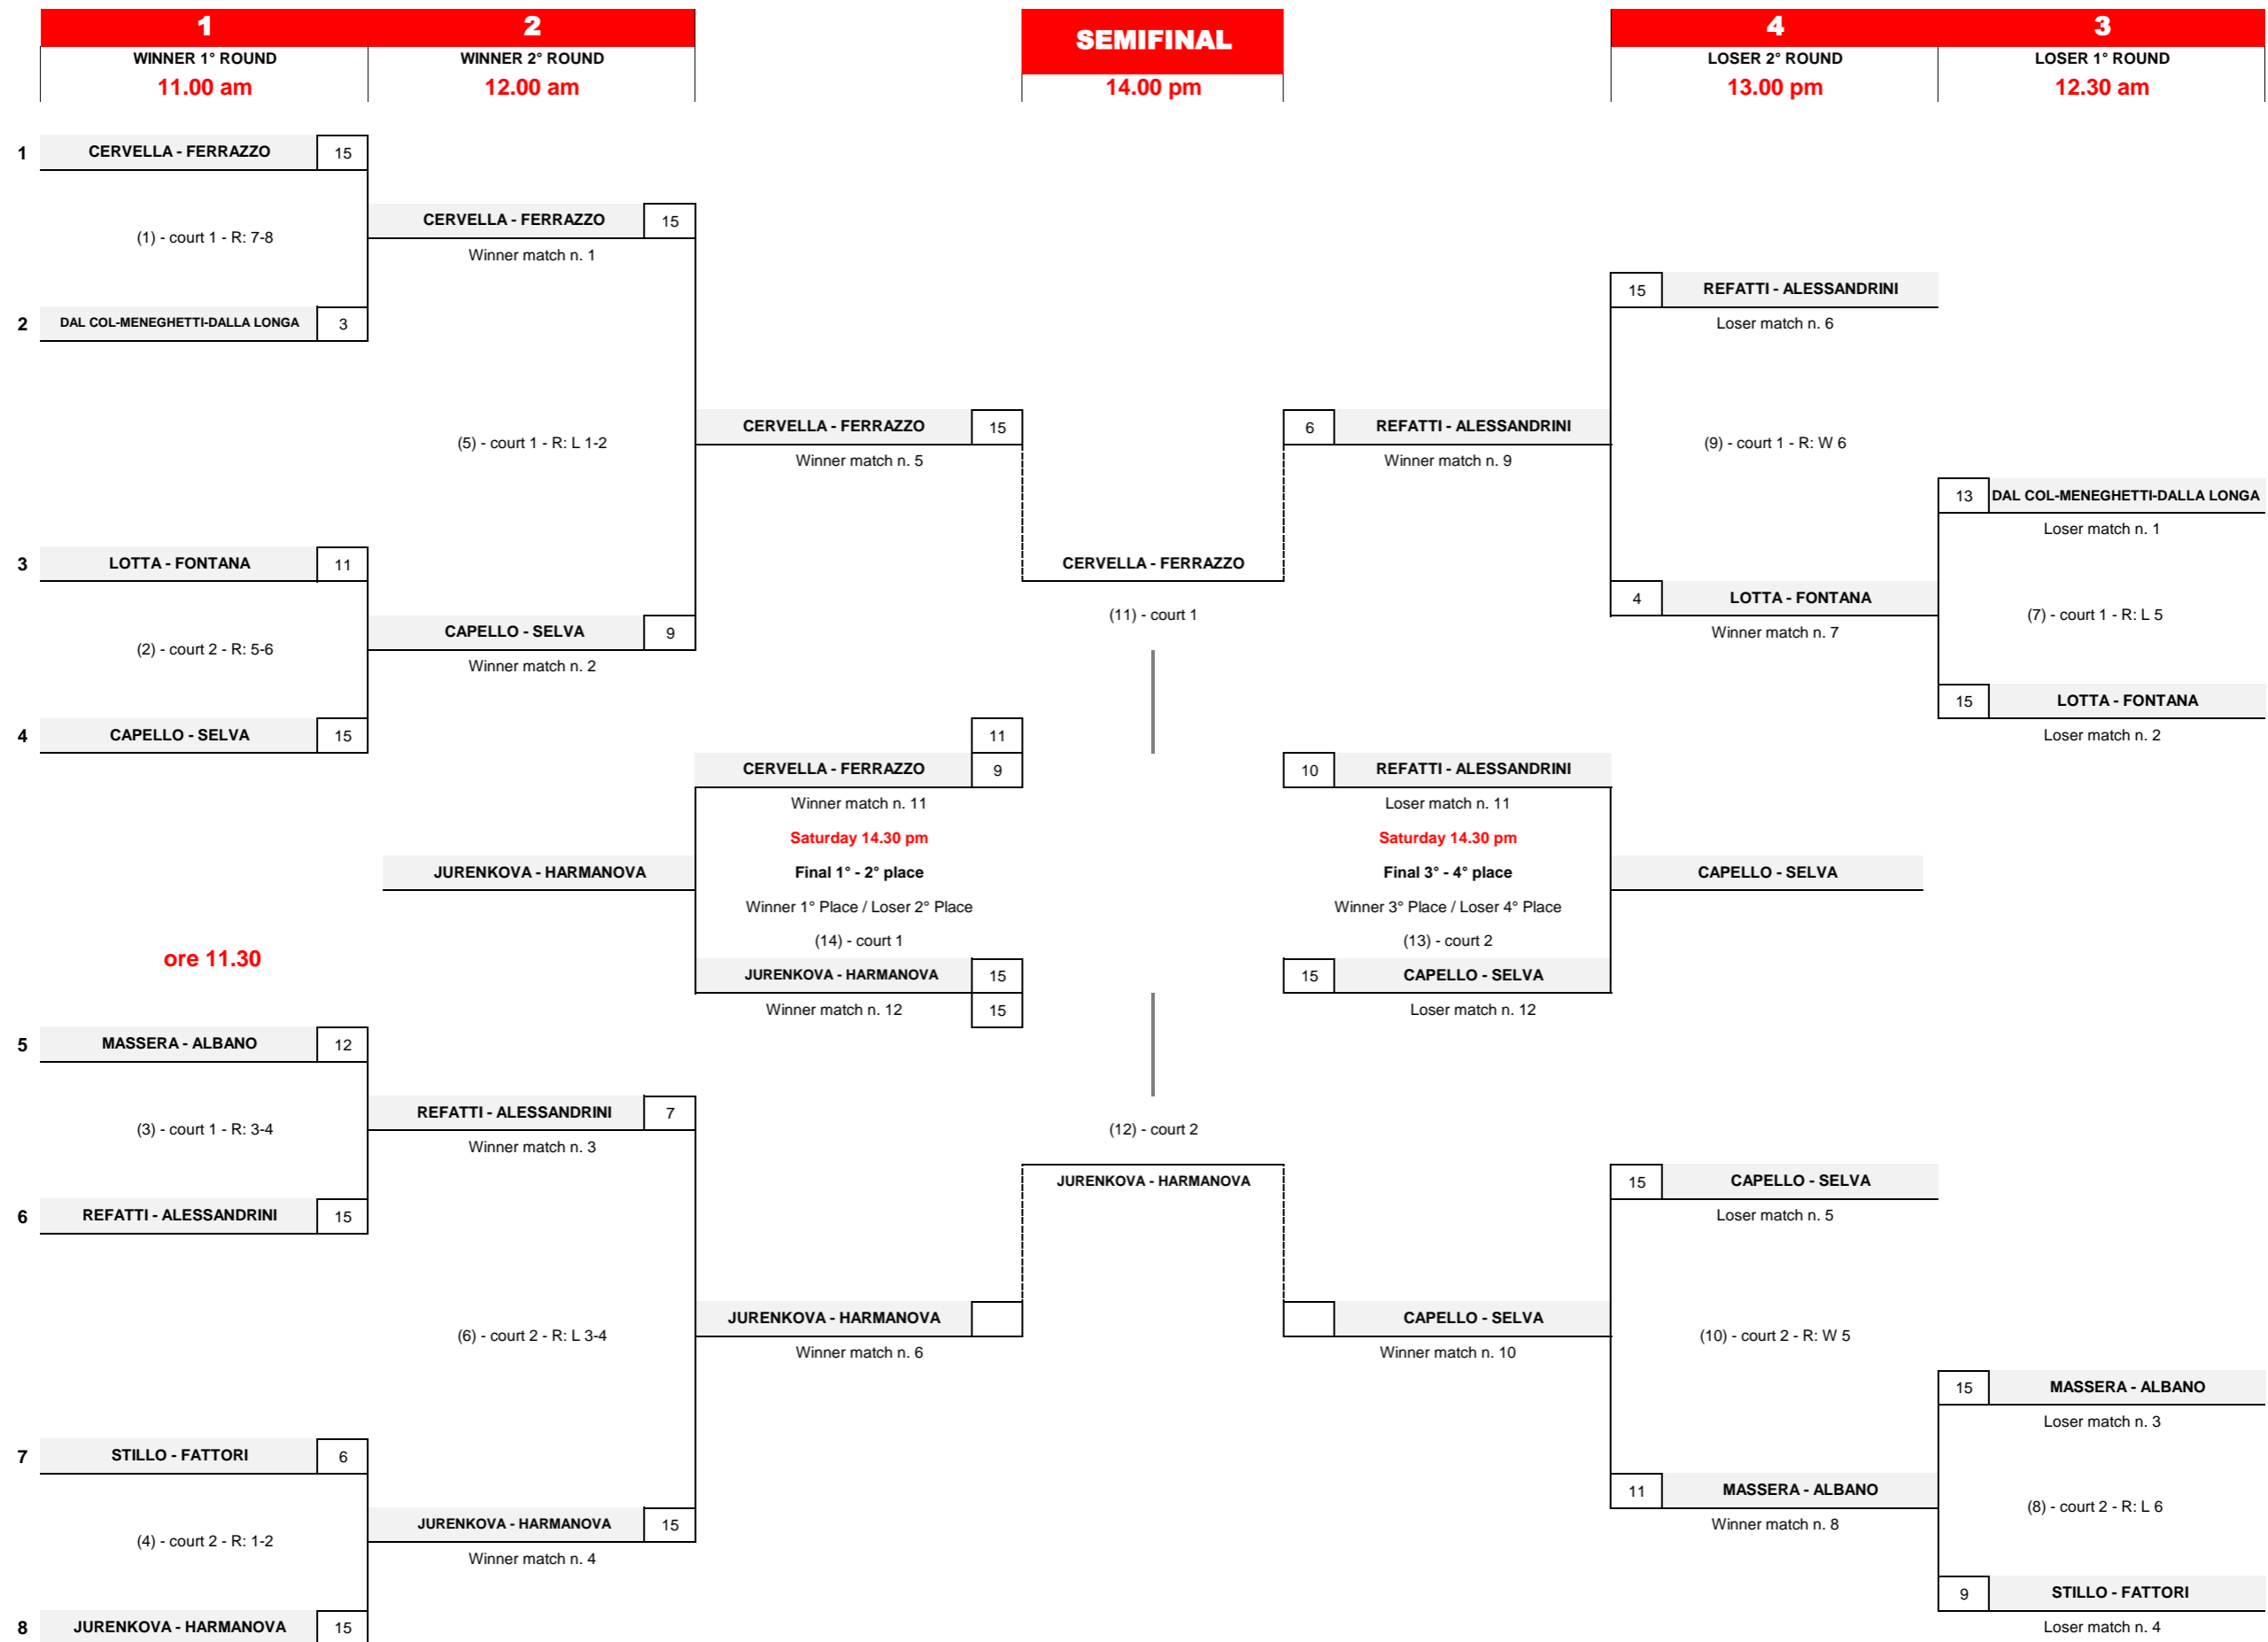 1 2 SEMIFINAL 4 3
WINNER 1° ROUND WINNER 2° ROUND LOSER 2° ROUND LOSER 1° ROUND
11.00 am 12.00 am 14.00 pm 13.00 pm 12.30 am
1 CERVELLA - FERRAZZO 15
CERVELLA - FERRAZZO 15
(1) - court 1 - R: 7-8
Winner match n. 1
15 REFATTI - ALESSANDRINI
2 DAL COL-MENEGHETTI-DALLA LONGA 3
Loser match n. 6
CERVELLA - FERRAZZO 15 6 REFATTI - ALESSANDRINI
(5) - court 1 - R: L 1-2 (9) - court 1 - R: W 6
Winner match n. 5 Winner match n. 9
13 DAL COL-MENEGHETTI-DALLA LONGA
Loser match n. 1
3 LOTTA - FONTANA 11 CERVELLA - FERRAZZO
4 LOTTA - FONTANA
(11) - court 1 (7) - court 1 - R: L 5
CAPELLO - SELVA 9 Winner match n. 7
(2) - court 2 - R: 5-6
Winner match n. 2
15 LOTTA - FONTANA
4 CAPELLO - SELVA 15 11 Loser match n. 2
CERVELLA - FERRAZZO 9 10 REFATTI - ALESSANDRINI
Winner match n. 11 Loser match n. 11
Saturday 14.30 pm Saturday 14.30 pm
JURENKOVA - HARMANOVA Final 1° - 2° place Final 3° - 4° place CAPELLO - SELVA
Winner 1° Place / Loser 2° Place Winner 3° Place / Loser 4° Place
(14) - court 1 (13) - court 2
ore 11.30
JURENKOVA - HARMANOVA 15 15 CAPELLO - SELVA
Winner match n. 12 15 Loser match n. 12
5 MASSERA - ALBANO 12
REFATTI - ALESSANDRINI 7
(3) - court 1 - R: 3-4 (12) - court 2
Winner match n. 3
JURENKOVA - HARMANOVA 15 CAPELLO - SELVA
6 REFATTI - ALESSANDRINI 15 Loser match n. 5
JURENKOVA - HARMANOVA CAPELLO - SELVA
(6) - court 2 - R: L 3-4 (10) - court 2 - R: W 5
Winner match n. 6 Winner match n. 10
15 MASSERA - ALBANO
Loser match n. 3
7 STILLO - FATTORI 6
11 MASSERA - ALBANO
(8) - court 2 - R: L 6
JURENKOVA - HARMANOVA 15 Winner match n. 8
(4) - court 2 - R: 1-2
Winner match n. 4
9 STILLO - FATTORI
8 JURENKOVA - HARMANOVA 15 Loser match n. 4